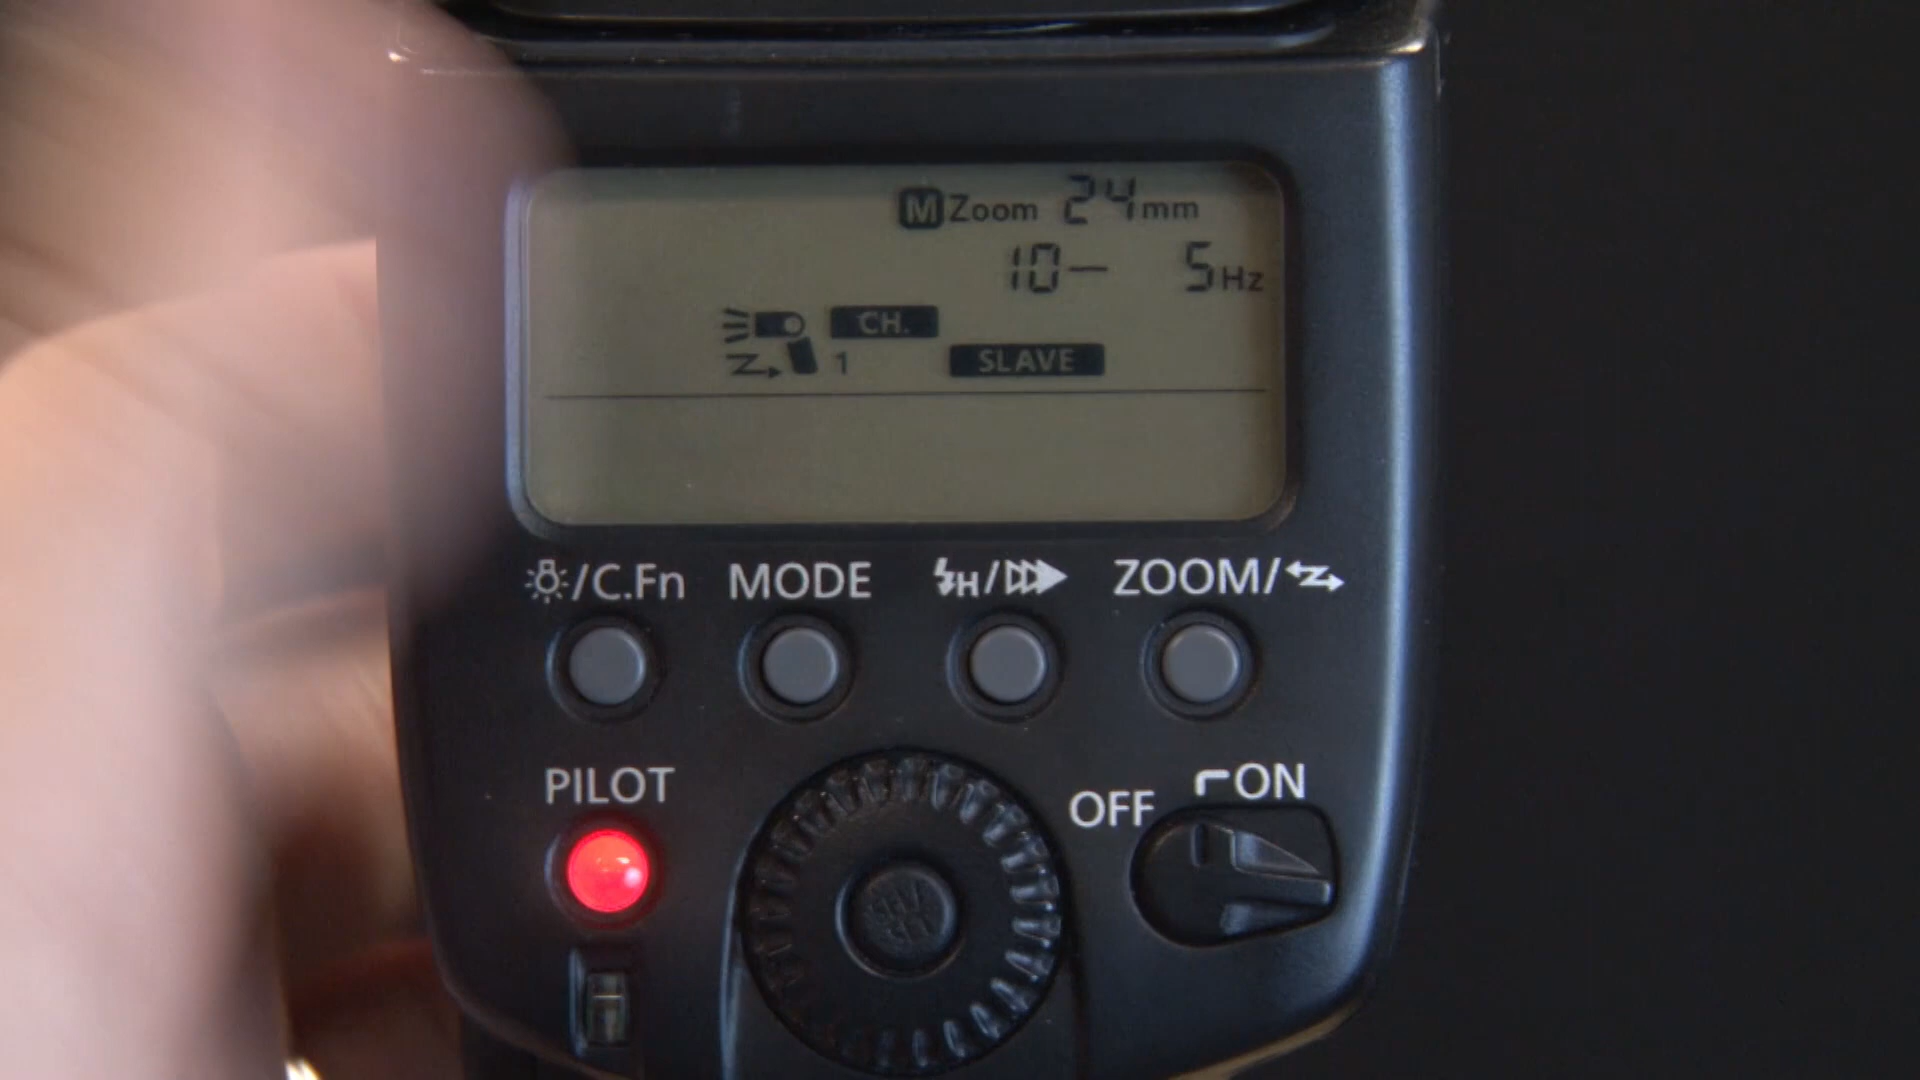 M Zoom 24mm
10– 5Hz
CH.
1 SLAVE
/C.Fn MODE H/ ZOOM/
PILOT OFF ON